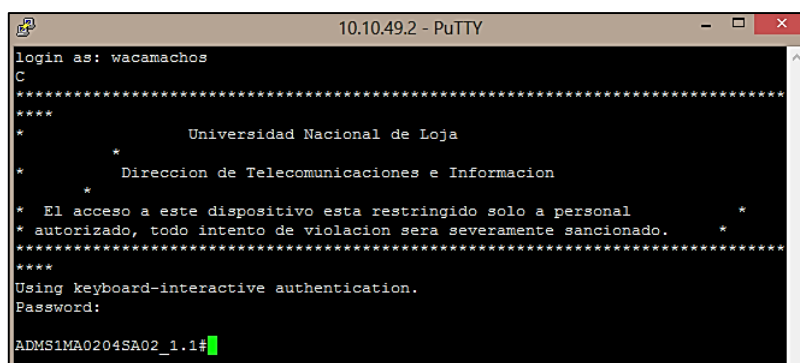 10.10.49.2 - PuTTY
login as: wacamachos
C
********************************************************************************
****
* Universidad Nacional de Loja
*
* Direccion de Telecomunicaciones e Informacion
*
* El acceso a este dispositivo esta restringido solo a personal *
* autorizado, todo intento de violacion sera severamente sancionado. *
********************************************************************************
****
Using keyboard-interactive authentication.
Password:
ADMS1MA0204SA02_1.1#